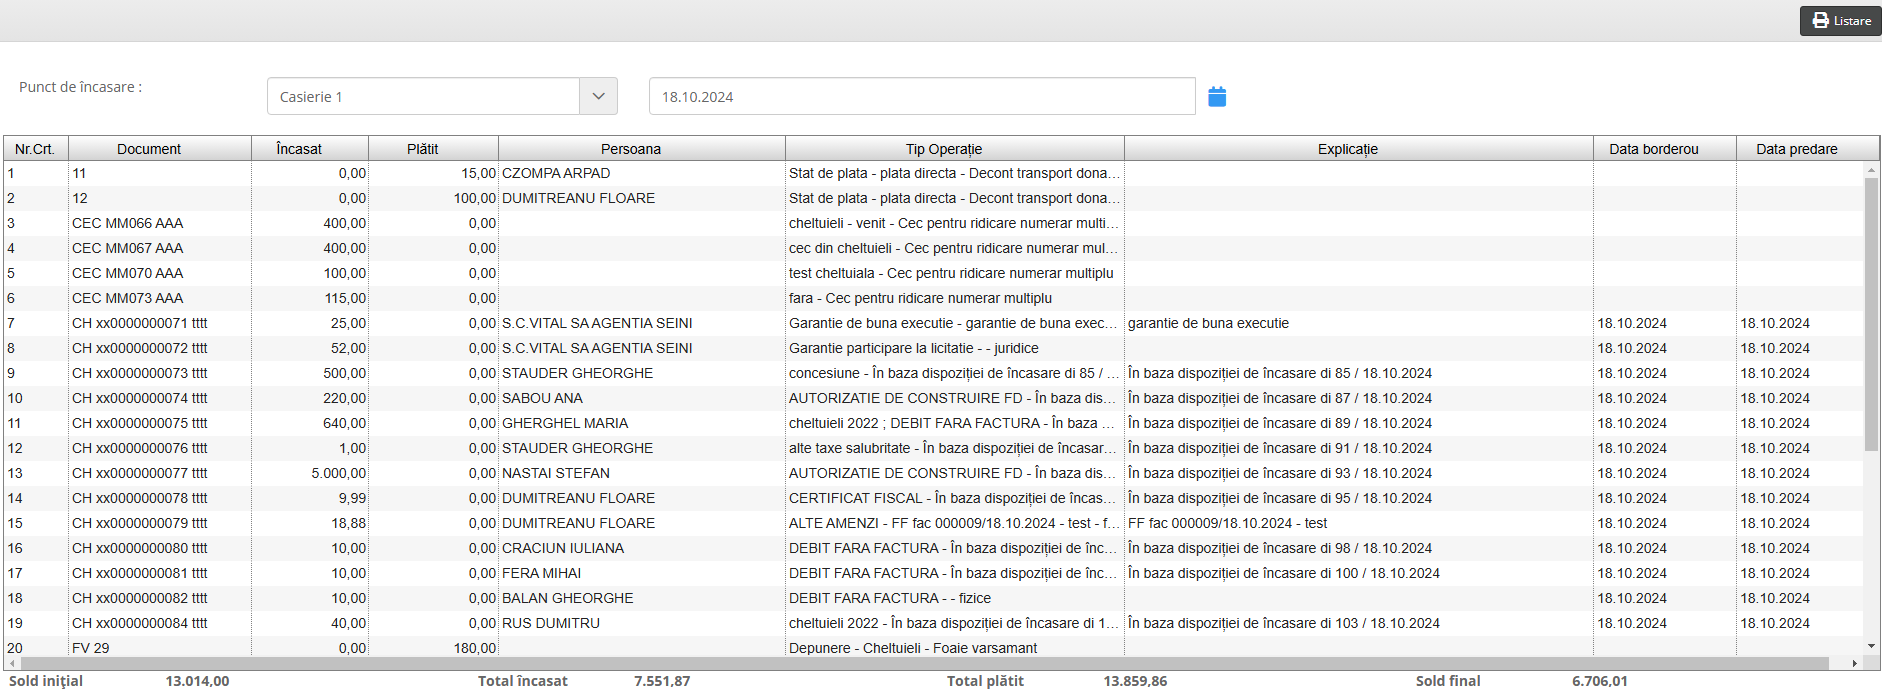 Listare
Punct de încasare : Casierie 1 18.10.2024
Nr.Crt. Document Încasat Plătit Persoana Tip Operație Explicație Data borderou Data predare
1 11 0,00 15,00 CZOMPA ARPAD Stat de plata - plata directa - Decont transport dona...
2 12 0,00 100,00 DUMITREANU FLOARE Stat de plata - plata directa - Decont transport dona...
3 CEC MM066 AAA 400,00 0,00 cheltuieli - venit - Cec pentru ridicare numerar multi...
4 CEC MM067 AAA 400,00 0,00 cec din cheltuieli - Cec pentru ridicare numerar mul...
5 CEC MM070 AAA 100,00 0,00 test cheltuiala - Cec pentru ridicare numerar multiplu
6 CEC MM073 AAA 115,00 0,00 fara - Cec pentru ridicare numerar multiplu
7 CH xx0000000071 tttt 25,00 0,00 S.C.VITAL SA AGENTIA SEINI Garantie de buna executie - garantie de buna exec... garantie de buna executie 18.10.2024 18.10.2024
8 CH xx0000000072 tttt 52,00 0,00 S.C.VITAL SA AGENTIA SEINI Garantie participare la licitatie - - juridice 18.10.2024 18.10.2024
9 CH xx0000000073 tttt 500,00 0,00 STAUDER GHEORGHE concesiune - În baza dispoziției de încasare di 85 / ... În baza dispoziției de încasare di 85 / 18.10.2024 18.10.2024 18.10.2024
10 CH xx0000000074 tttt 220,00 0,00 SABOU ANA AUTORIZATIE DE CONSTRUIRE FD - În baza dis... În baza dispoziției de încasare di 87 / 18.10.2024 18.10.2024 18.10.2024
11 CH xx0000000075 tttt 640,00 0,00 GHERGHEL MARIA cheltuieli 2022 ; DEBIT FARA FACTURA - În baza ... În baza dispoziției de încasare di 89 / 18.10.2024 18.10.2024 18.10.2024
12 CH xx0000000076 tttt 1,00 0,00 STAUDER GHEORGHE alte taxe salubritate - În baza dispoziției de încasar... În baza dispoziției de încasare di 91 / 18.10.2024 18.10.2024 18.10.2024
13 CH xx0000000077 tttt 5.000,00 0,00 NASTAI STEFAN AUTORIZATIE DE CONSTRUIRE FD - În baza dis... În baza dispoziției de încasare di 93 / 18.10.2024 18.10.2024 18.10.2024
14 CH xx0000000078 tttt 9,99 0,00 DUMITREANU FLOARE CERTIFICAT FISCAL - În baza dispoziției de încas... În baza dispoziției de încasare di 95 / 18.10.2024 18.10.2024 18.10.2024
15 CH xx0000000079 tttt 18,88 0,00 DUMITREANU FLOARE ALTE AMENZI - FF fac 000009/18.10.2024 - test - f... FF fac 000009/18.10.2024 - test 18.10.2024 18.10.2024
16 CH xx0000000080 tttt 10,00 0,00 CRACIUN IULIANA DEBIT FARA FACTURA - În baza dispoziției de înc... În baza dispoziției de încasare di 98 / 18.10.2024 18.10.2024 18.10.2024
17 CH xx0000000081 tttt 10,00 0,00 FERA MIHAI DEBIT FARA FACTURA - În baza dispoziției de înc... În baza dispoziției de încasare di 100 / 18.10.2024 18.10.2024 18.10.2024
18 CH xx0000000082 tttt 10,00 0,00 BALAN GHEORGHE DEBIT FARA FACTURA - - fizice 18.10.2024 18.10.2024
19 CH xx0000000084 tttt 40,00 0,00 RUS DUMITRU cheltuieli 2022 - În baza dispoziției de încasare di 1... În baza dispoziției de încasare di 103 / 18.10.2024 18.10.2024 18.10.2024
20 FV 29 0,00 180,00 Depunere - Cheltuieli - Foaie varsamant
Sold inițial 13.014,00 Total încasat 7.551,87 Total plătit 13.859,86 Sold final 6.706,01